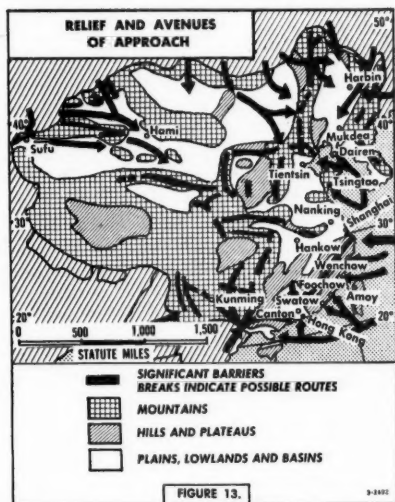 RELIEF AND AVENUES
OF APPROACH
50°
Harbin
40°
40°
Hami
Mukden
Sufu
Dairen
Tientsin
Tsingtao
Nanking
Shanghai
30°
30°
Hankow
Wenchow
Foochow
Kunming
Swatow
Amoy
Canton
Hong Kong
20°
20°
0 500 1,000 1,500
STATUTE MILES
SIGNIFICANT BARRIERS
BREAKS INDICATE POSSIBLE ROUTES
MOUNTAINS
HILLS AND PLATEAUS
PLAINS, LOWLANDS AND BASINS
FIGURE 13.